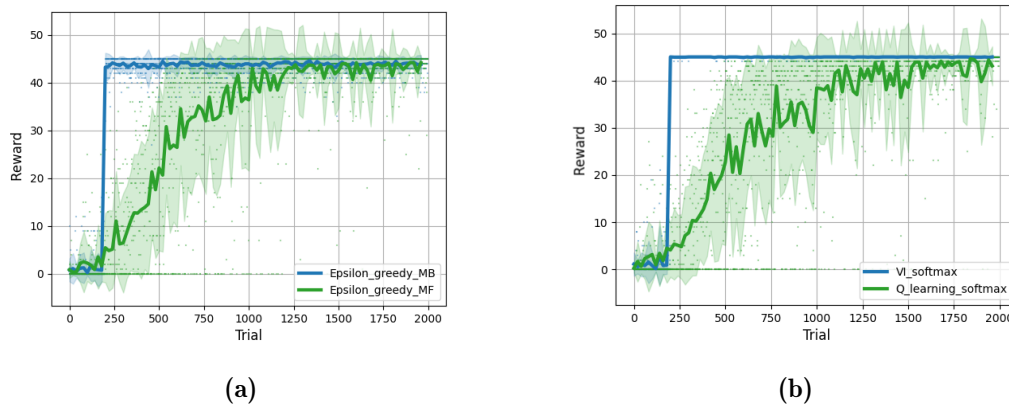 50
40
30
20
10
0
Reward
Epsilon_greedy_MB
Epsilon_greedy_MF
0 250 500 750 1000 1250 1500 1750 2000
Trial
(a)
50
40
30
20
10
0
Reward
VI_softmax
Q_learning_softmax
0 250 500 750 1000 1250 1500 1750 2000
Trial
(b)